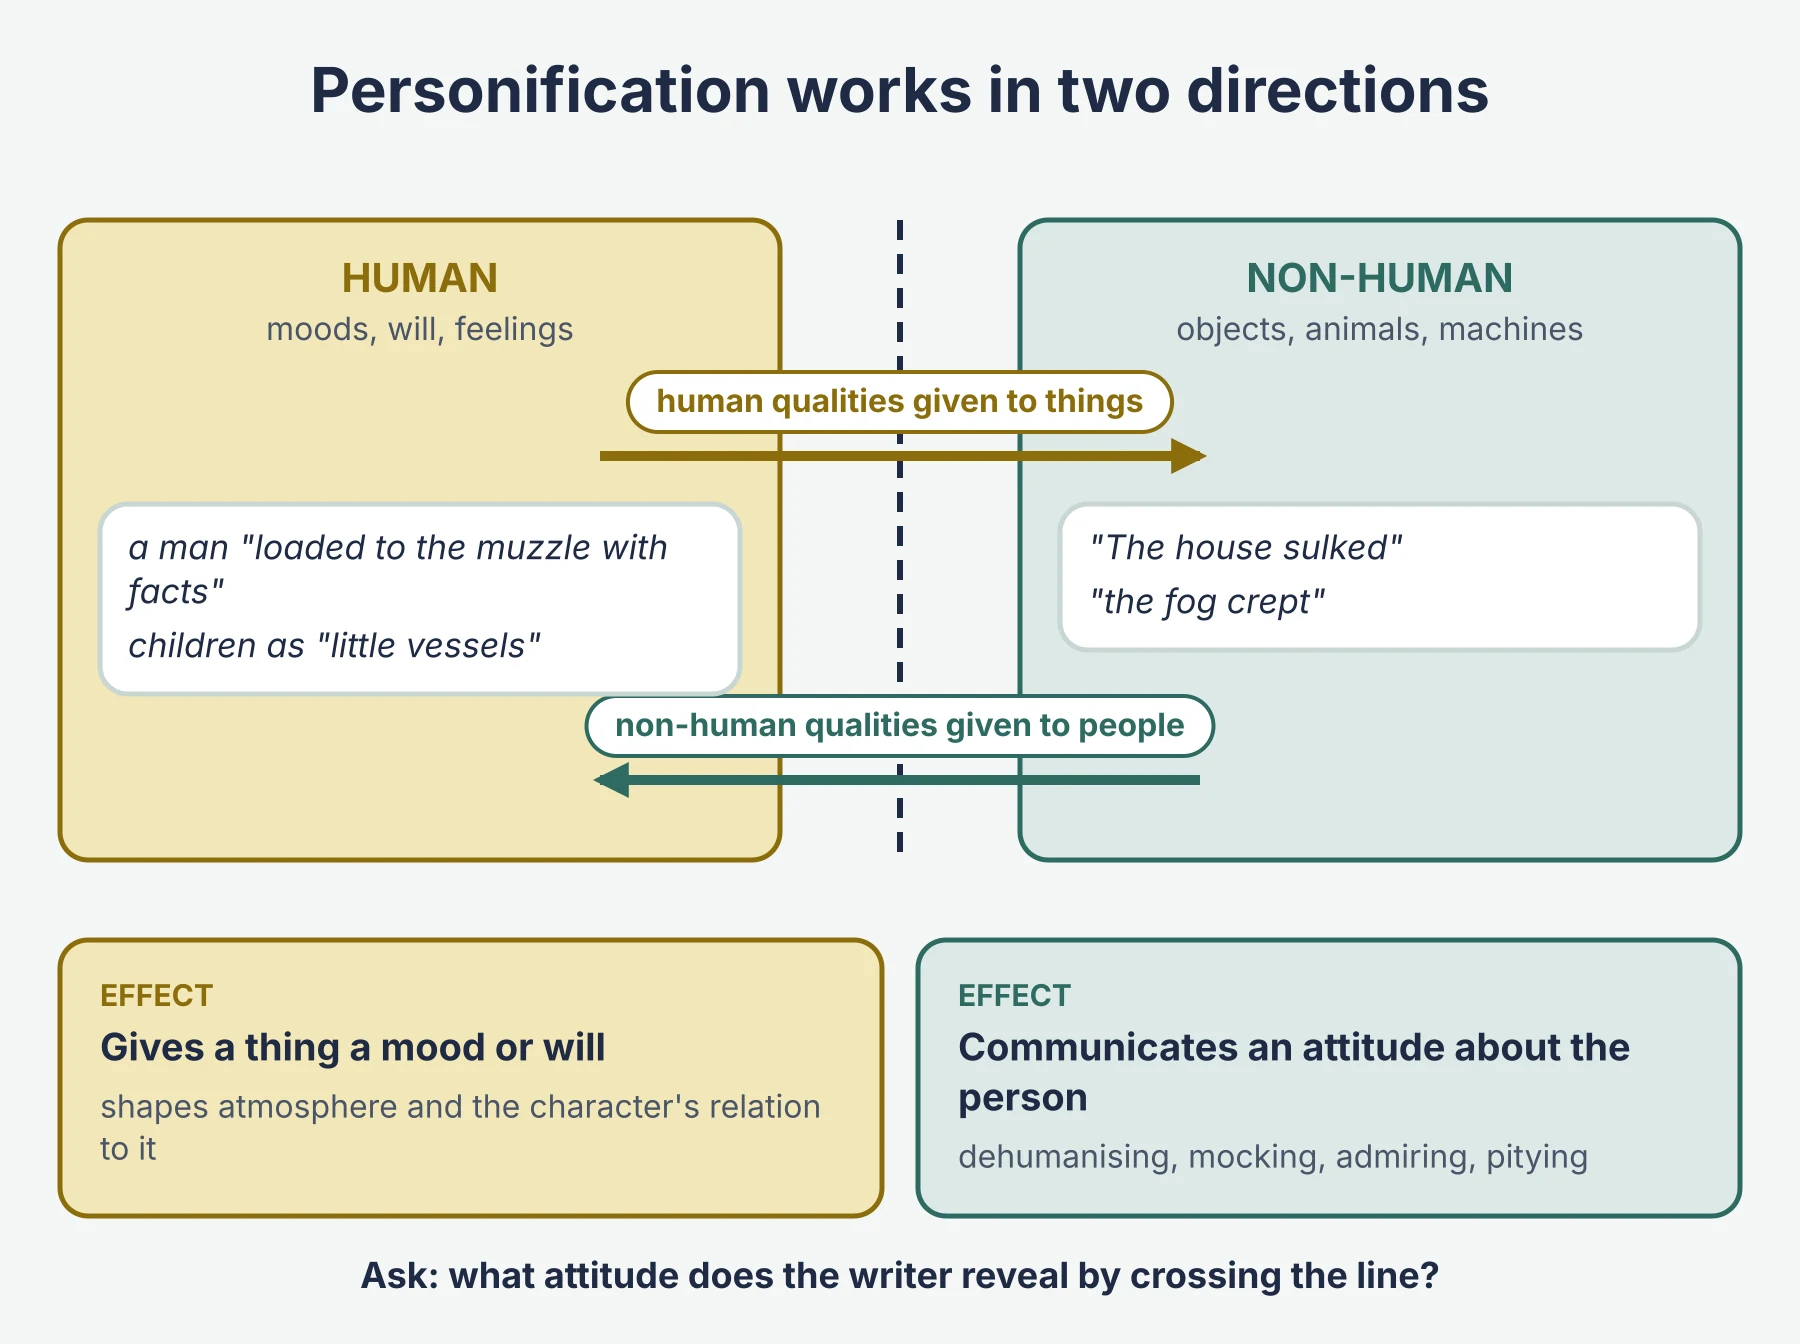 Personification works in two directions
HUMAN
moods, will, feelings
NON-HUMAN
objects, animals, machines
human qualities given to things
a man "loaded to the muzzle with
facts"
children as "little vessels"
"The house sulked"
"the fog crept"
non-human qualities given to people
EFFECT
Gives a thing a mood or will
shapes atmosphere and the character's relation
to it
EFFECT
Communicates an attitude about the
person
dehumanising, mocking, admiring, pitying
Ask: what attitude does the writer reveal by crossing the line?